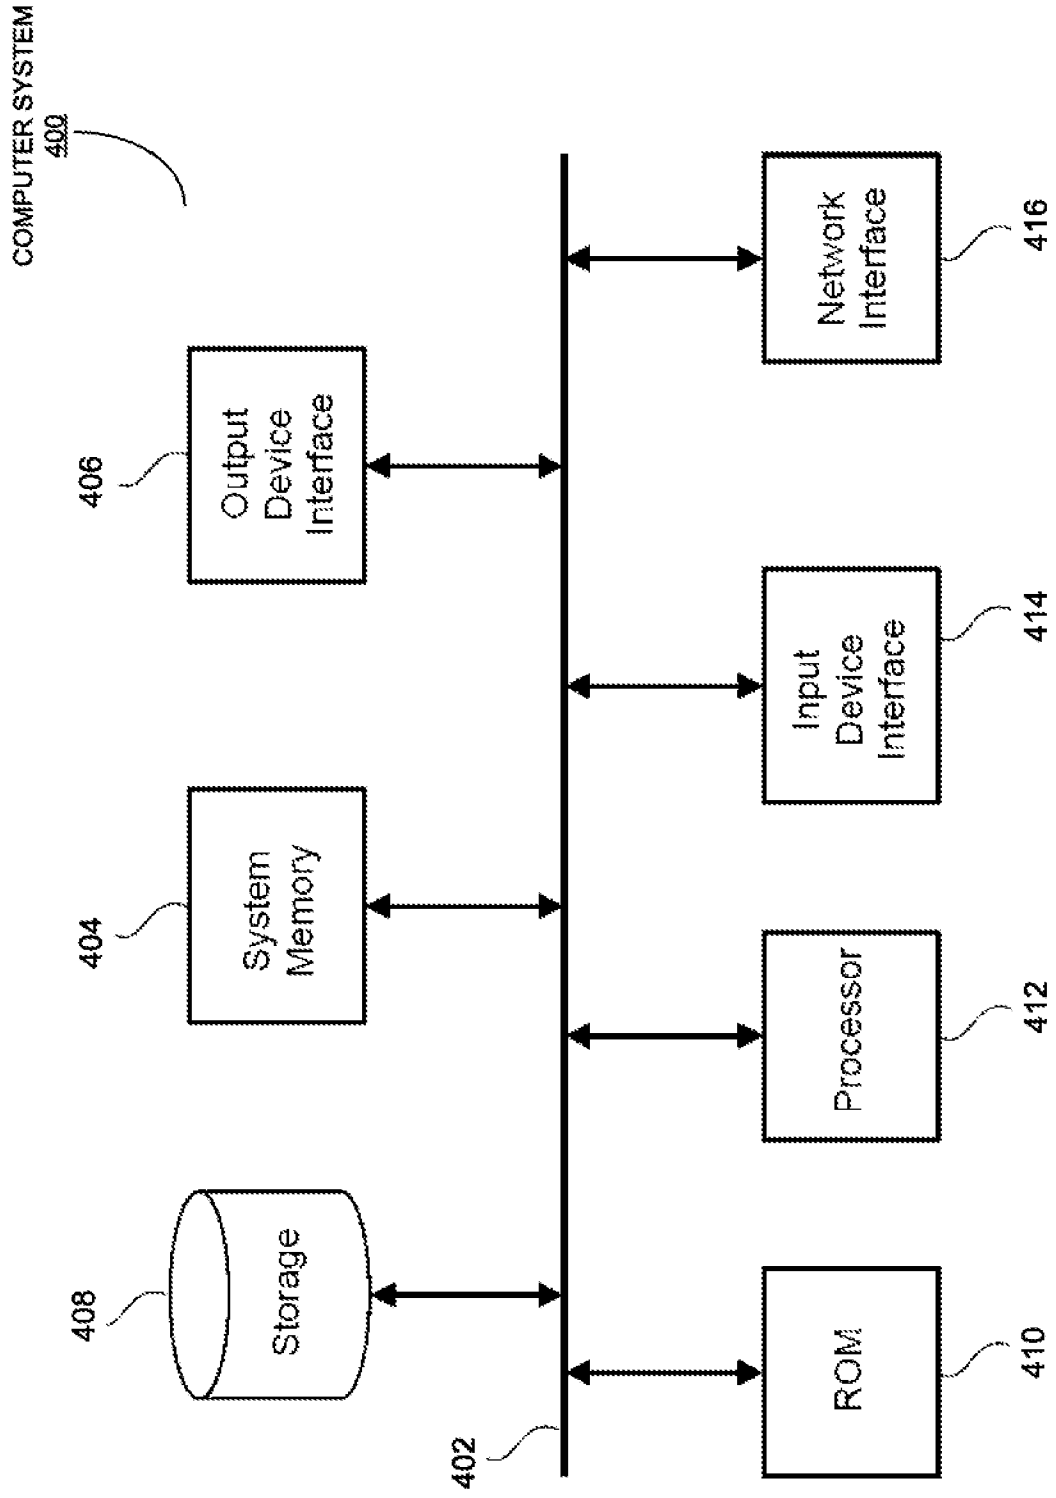 COMPUTER SYSTEM
400
408
Storage
404
System
Memory
406
Output
Device
Interface
402
ROM
410
Processor
412
Input
Device
Interface
414
Network
Interface
416